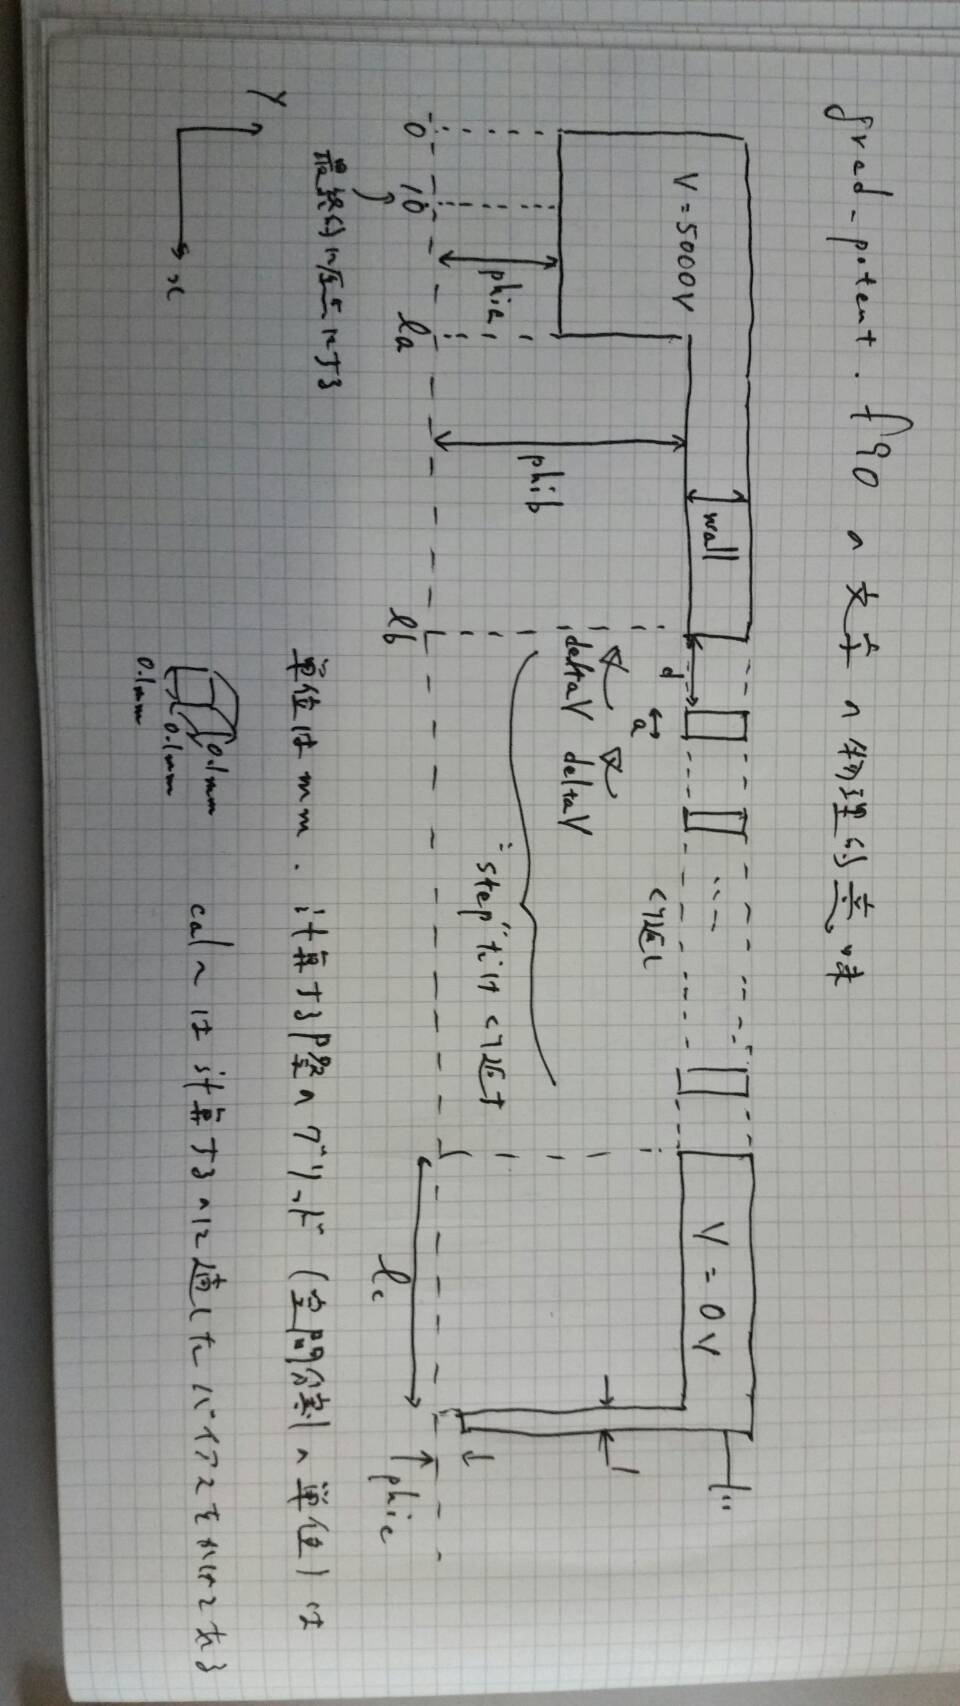 grad-potent.f90 の 文字 の 物理的意味
V = 5000V
wall
V = 0V
d
a
くり返し
deltaV
deltaV
1
phia
phib
"step"だけくり返す
0
10
la
lb
lc
phic
最終的に原点にする
単位はmm. 計算する際のグリッド (空間分割の単位) は
y
x
0.1mm
0.1mm
0.1mm
cal~は計算するのに適したバイアスをかけてある